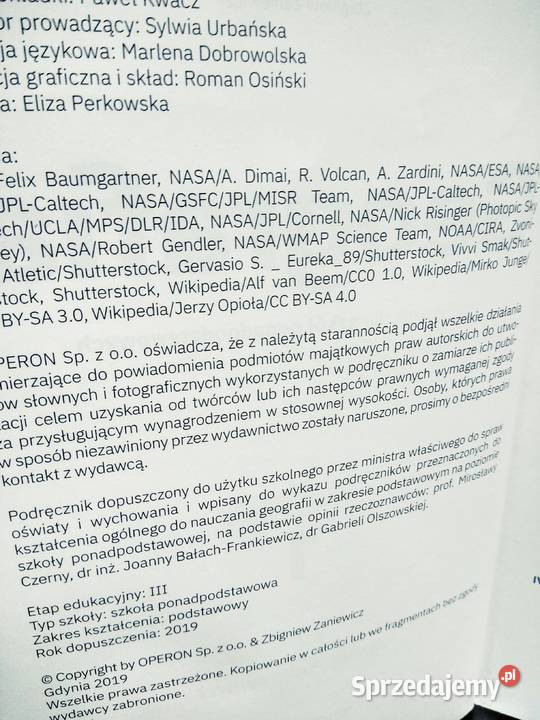 Paweł Kwacz
or prowadzący: Sylwia Urbańska
ja językowa: Marlena Dobrowolska
cja graficzna i skład: Roman Osiński
a: Eliza Perkowska
a:
Felix Baumgartner, NASA/A. Dimai, R. Volcan, A. Zardini, NASA/ESA, NASA
JPL-Caltech, NASA/GSFC/JPL/MISR Team, NASA/JPL-Caltech, NASA/JPL-
ech/UCLA/MPS/DLR/IDA, NASA/JPL/Cornell, NASA/Nick Risinger (Photopic Sky
ey), NASA/Robert Gendler, NASA/WMAP Science Team, NOAA/CIRA, Zvoni-
Atletic/Shutterstock, Gervasio S. _ Eureka_89/Shutterstock, Vivvi Smak/Shut-
stock, Shutterstock, Wikipedia/Alf van Beem/CC0 1.0, Wikipedia/Mirko Junge/
BY-SA 3.0, Wikipedia/Jerzy Opioła/CC BY-SA 4.0
PERON Sp. z o.o. oświadcza, że z należytą starannością podjął wszelkie działania
mierzające do powiadomienia podmiotów majątkowych praw autorskich do utwo-
ów słownych i fotograficznych wykorzystanych w podręczniku o zamiarze ich publi-
kacji celem uzyskania od twórców lub ich następców prawnych wymaganej zgody
za przysługującym wynagrodzeniem w stosownej wysokości. Osoby, których prawa
w sposób niezawiniony przez wydawnictwo zostały naruszone, prosimy o bezpośredni
kontakt z wydawcą.
Podręcznik dopuszczony do użytku szkolnego przez ministra właściwego do spraw
oświaty i wychowania i wpisany do wykazu podręczników przeznaczonych do
kształcenia ogólnego do nauczania geografii w zakresie podstawowym na poziomie
szkoły ponadpodstawowej, na podstawie opinii rzeczoznawców: prof. Mirosławy
Czerny, dr inż. Joanny Bałach-Frankiewicz, dr Gabrieli Olszowskiej.
Etap edukacyjny: III
Typ szkoły: szkoła ponadpodstawowa
Zakres kształcenia: podstawowy
Rok dopuszczenia: 2019
© Copyright by OPERON Sp. z o.o. & Zbigniew Zaniewicz
Gdynia 2019
Wszelkie prawa zastrzeżone. Kopiowanie w całości lub we fragmentach bez zgody
wydawcy zabronione.
Sprzedajemy.pl